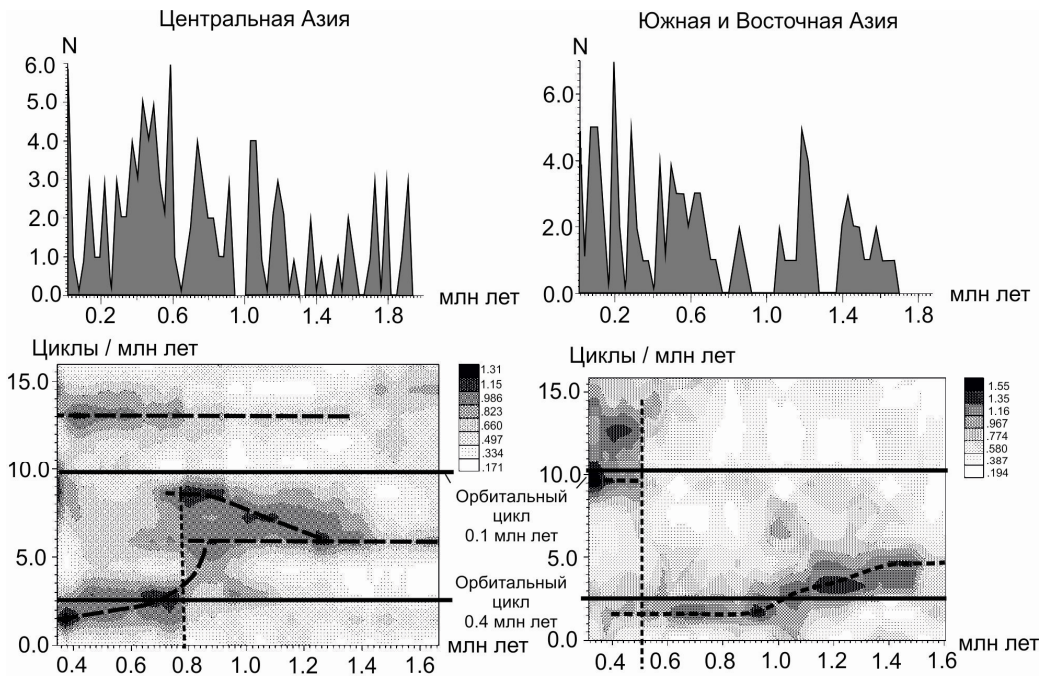 Центральная Азия
N
6.0
5.0
4.0
3.0
2.0
1.0
0.0
0.2 0.6 1.0 1.4 1.8
млн лет
Южная и Восточная Азия
N
6.0
4.0
2.0
0.0
0.2 0.6 1.0 1.4 1.8
млн лет
Циклы / млн лет
15.0
10.0
5.0
0.0
0.4 0.6 0.8 1.0 1.2 1.4 1.6
млн лет
1.31
1.15
.986
.823
.660
.497
.334
.171
Орбитальный
цикл
0.1 млн лет
Орбитальный
цикл
0.4 млн лет
Циклы / млн лет
15.0
10.0
5.0
0.0
0.4 0.6 0.8 1.0 1.2 1.4 1.6
млн лет
1.55
1.35
1.16
.967
.774
.580
.387
.194